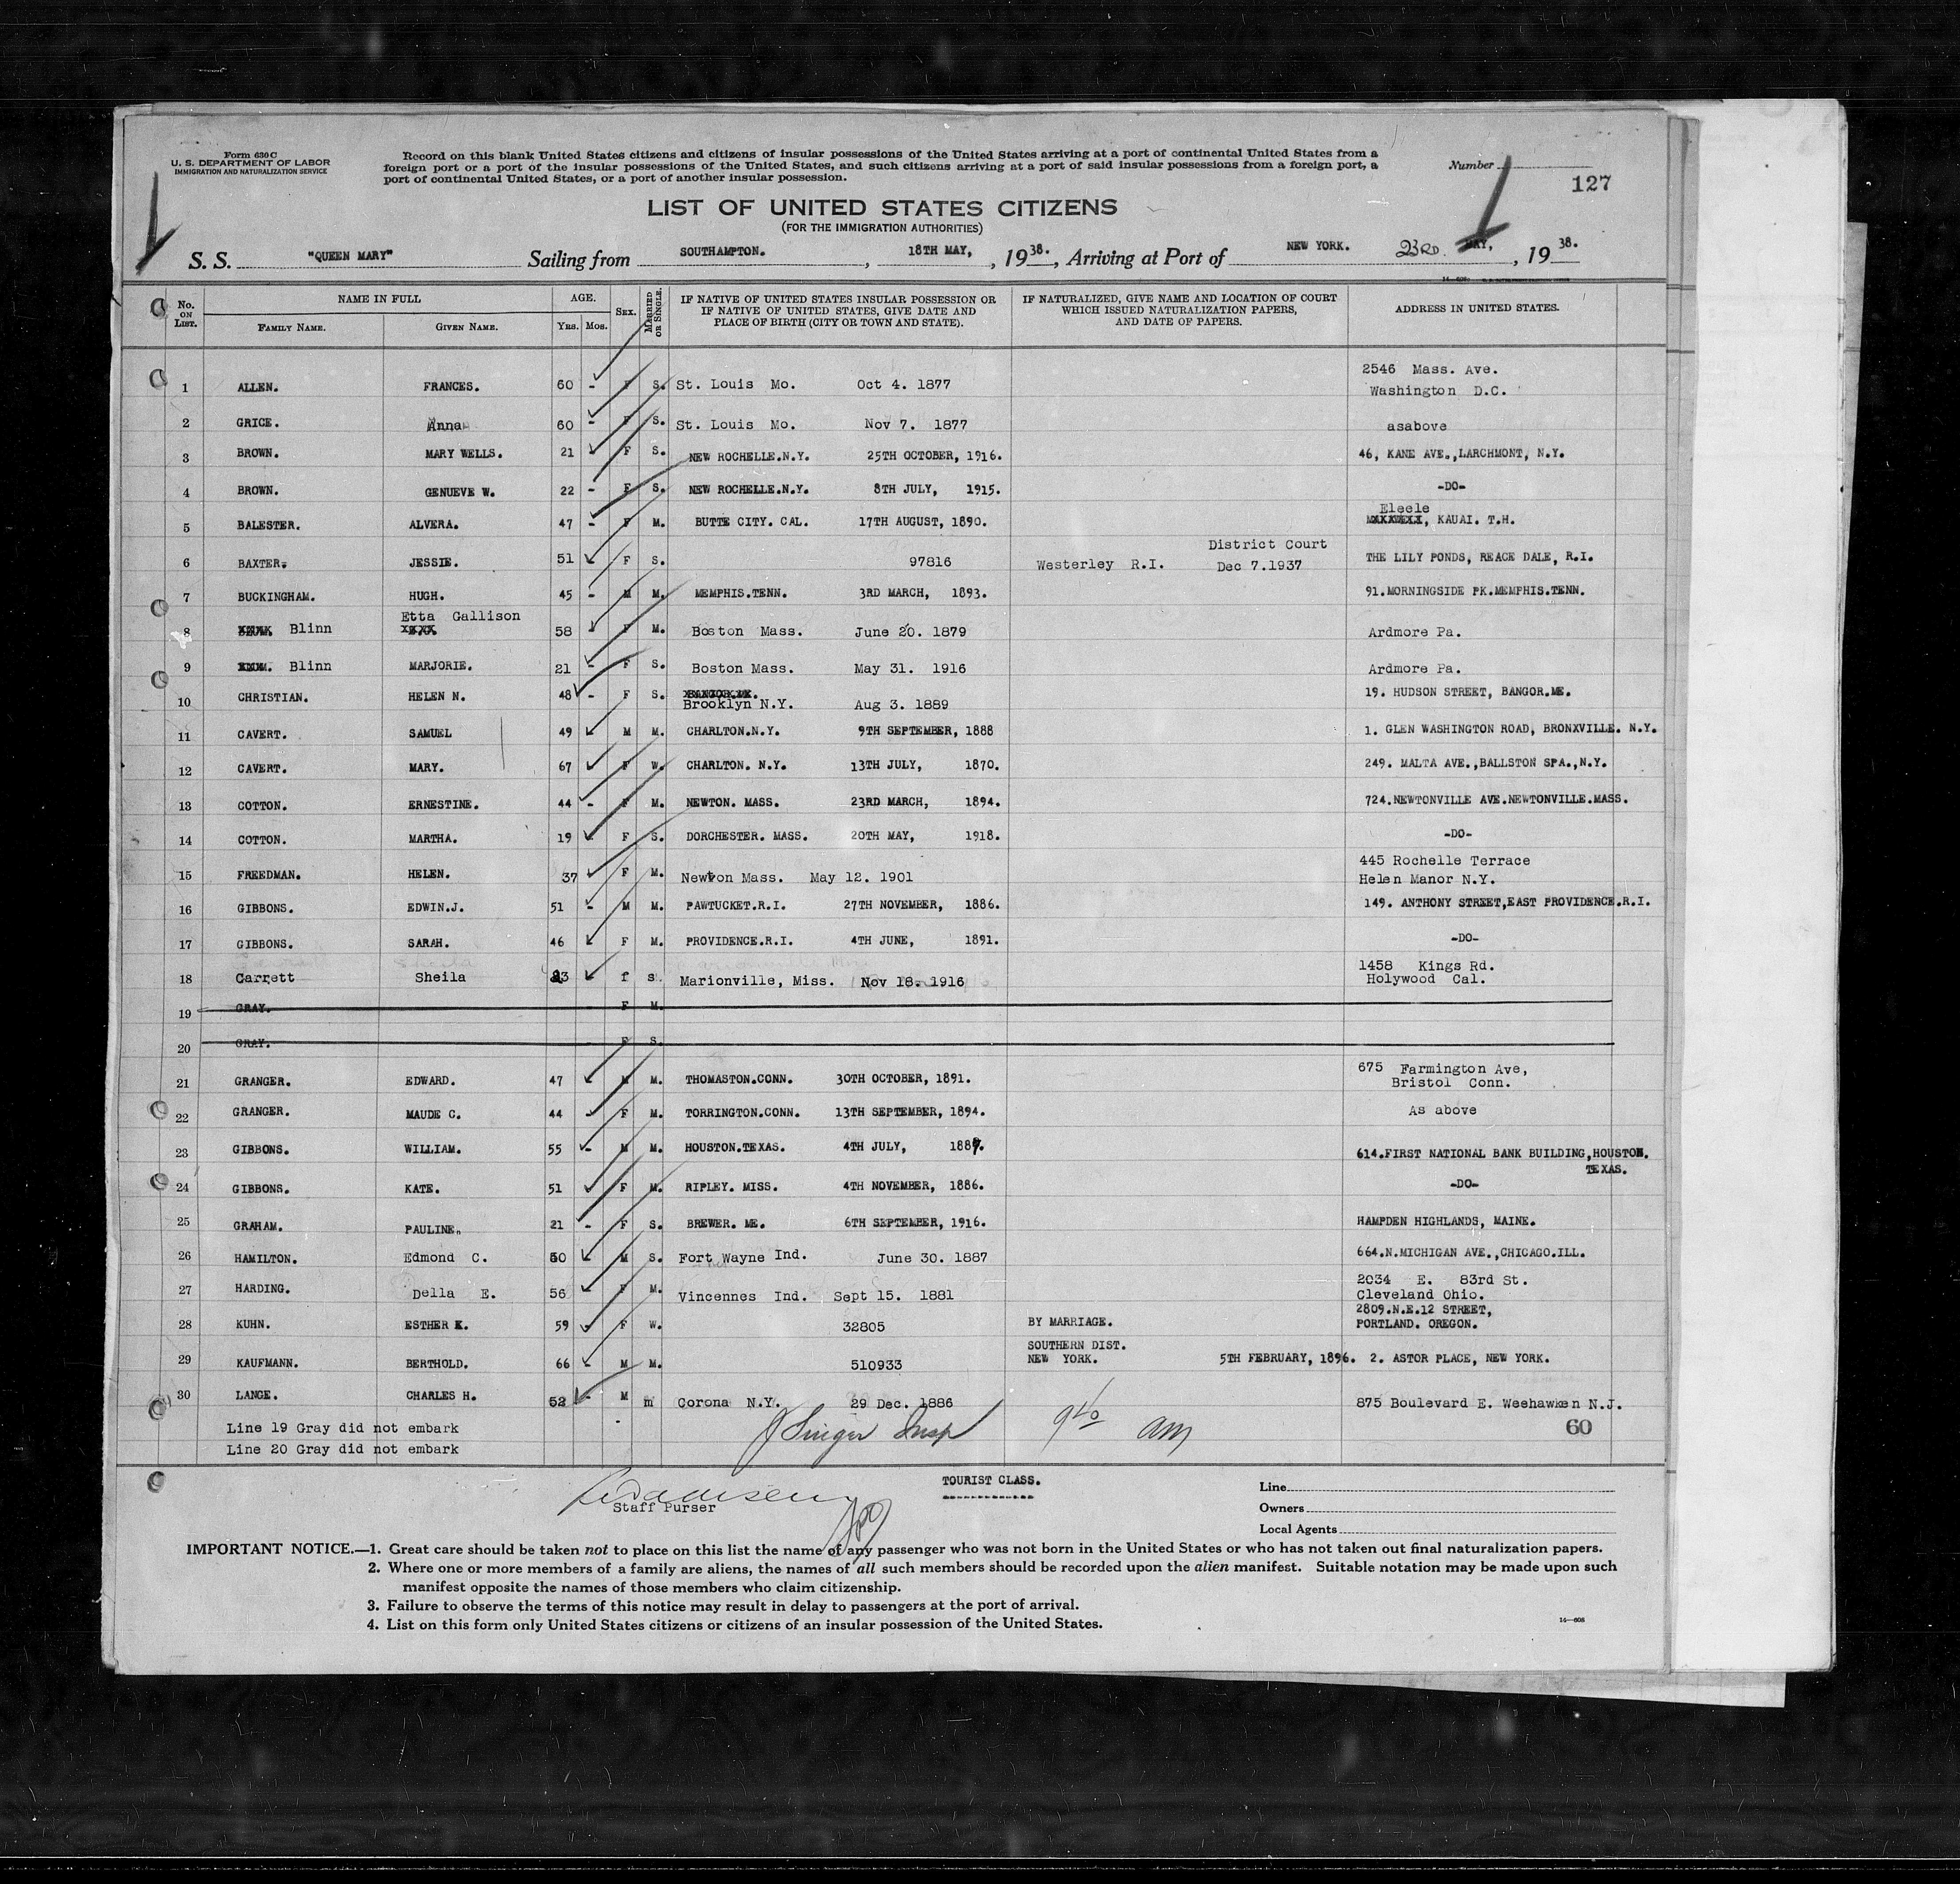 Form 630 C
U. S. DEPARTMENT OF LABOR
IMMIGRATION AND NATURALIZATION SERVICE
Record on this blank United States citizens and citizens of insular possessions of the United States arriving at a port of continental United States from a
foreign port or a port of the insular possessions of the United States, and such citizens arriving at a port of said insular possessions from a foreign port, a
port of continental United States, or a port of another insular possession.
Number
127
LIST OF UNITED STATES CITIZENS
(FOR THE IMMIGRATION AUTHORITIES)
S. S. "QUEEN MARY" Sailing from SOUTHAMPTON. , 18TH MAY, , 1938. , Arriving at Port of NEW YORK. 23RD. MAY, , 1938.
No. ON LIST. NAME IN FULL FAMILY NAME. GIVEN NAME. AGE. YRS. MOS. SEX. MARRIED OR SINGLE. IF NATIVE OF UNITED STATES INSULAR POSSESSION OR IF NATIVE OF UNITED STATES, GIVE DATE AND PLACE OF BIRTH (CITY OR TOWN AND STATE). IF NATURALIZED, GIVE NAME AND LOCATION OF COURT WHICH ISSUED NATURALIZATION PAPERS, AND DATE OF PAPERS. ADDRESS IN UNITED STATES.
1 ALLEN. FRANCES. 60 - F S. St. Louis Mo. Oct 4. 1877 2546 Mass. Ave. Washington D.C.
2 GRICE. Anna 60 - F S. St. Louis Mo. Nov 7. 1877 asabove
3 BROWN. MARY WELLS. 21 F S. NEW ROCHELLE.N.Y. 25TH OCTOBER, 1916. 46, KANE AVE.,LARCHMONT, N.Y.
4 BROWN. GENUEVE W. 22 - F S. NEW ROCHELLE.N.Y. 8TH JULY, 1915. -DO-
5 BALESTER. ALVERA. 47 - F M. BUTTE CITY. CAL. 17TH AUGUST, 1890. Eleele, KAUAI. T.H.
6 BAXTER. JESSIE. 51 F S. 97816 Westerley R.I. District Court Dec 7.1937 THE LILY PONDS, REACE DALE, R.I.
7 BUCKINGHAM. HUGH. 45 - M M. MEMPHIS.TENN. 3RD MARCH, 1893. 91.MORNINGSIDE PK.MEMPHIS.TENN.
8 Blinn Etta Gallison 58 F M. Boston Mass. June 20. 1879 Ardmore Pa.
9 Blinn MARJORIE. 21 - F S. Boston Mass. May 31. 1916 Ardmore Pa.
10 CHRISTIAN. HELEN N. 48 - F S. Brooklyn N.Y. Aug 3. 1889 19. HUDSON STREET, BANGOR.ME.
11 CAVERT. SAMUEL 49 M M. CHARLTON.N.Y. 9TH SEPTEMBER, 1888 1. GLEN WASHINGTON ROAD, BRONXVILLE. N.Y.
12 CAVERT. MARY. 67 F W. CHARLTON. N.Y. 13TH JULY, 1870. 249. MALTA AVE.,BALLSTON SPA.,N.Y.
13 COTTON. ERNESTINE. 44 - F M. NEWTON. MASS. 23RD MARCH, 1894. 724.NEWTONVILLE AVE.NEWTONVILLE.MASS.
14 COTTON. MARTHA. 19 F S. DORCHESTER. MASS. 20TH MAY, 1918. -DO-
15 FREEDMAN. HELEN. 37 F M. Newton Mass. May 12. 1901 445 Rochelle Terrace Helen Manor N.Y.
16 GIBBONS. EDWIN.J. 51 - M M. PAWTUCKET.R.I. 27TH NOVEMBER, 1886. 149. ANTHONY STREET,EAST PROVIDENCE.R.I.
17 GIBBONS. SARAH. 46 F M. PROVIDENCE.R.I. 4TH JUNE, 1891. -DO-
18 Carrett Sheila 23 f s. Marionville, Miss. Nov 18. 1916 1458 Kings Rd. Holywood Cal.
19 GRAY. F M.
20 GRAY. F S.
21 GRANGER. EDWARD. 47 M M. THOMASTON.CONN. 30TH OCTOBER, 1891. 675 Farmington Ave, Bristol Conn.
22 GRANGER. MAUDE C. 44 - F M. TORRINGTON.CONN. 13TH SEPTEMBER, 1894. As above
23 GIBBONS. WILLIAM. 55 - M M. HOUSTON.TEXAS. 4TH JULY, 614.FIRST NATIONAL BANK BUILDING,HOUSTON. TEXAS.
24 GIBBONS. KATE. 51 F M. RIPLEY. MISS. 4TH NOVEMBER, 1886. -DO-
25 GRAHAM. PAULINE. 21 - F S. BREWER. ME. 6TH SEPTEMBER, 1916. HAMPDEN HIGHLANDS, MAINE.
26 HAMILTON. Edmond C. 50 M S. Fort Wayne Ind. June 30. 1887 664.N.MICHIGAN AVE.,CHICAGO.ILL.
27 HARDING. Della E. 56 F M. Vincennes Ind. Sept 15. 1881 2034 E. 83rd St. Cleveland Ohio.
28 KUHN. ESTHER K. 59 F W. 32805 BY MARRIAGE. 2809.N.E.12 STREET, PORTLAND. OREGON.
29 KAUFMANN. BERTHOLD. 66 - M M. 510933 SOUTHERN DIST. NEW YORK. 5TH FEBRUARY, 1896. 2. ASTOR PLACE, NEW YORK.
30 LANGE. CHARLES H. 52 - M m Corona N.Y. 29 Dec. 1886 875 Boulevard E. Weehawken N.J.
Line 19 Gray did not embark
Line 20 Gray did not embark
J Singer Insp
940 am
60
Staff Purser
TOURIST CLASS.
Line
Owners
Local Agents
IMPORTANT NOTICE.—1. Great care should be taken not to place on this list the name of any passenger who was not born in the United States or who has not taken out final naturalization papers.
2. Where one or more members of a family are aliens, the names of all such members should be recorded upon the alien manifest. Suitable notation may be made upon such
manifest opposite the names of those members who claim citizenship.
3. Failure to observe the terms of this notice may result in delay to passengers at the port of arrival.
4. List on this form only United States citizens or citizens of an insular possession of the United States.
14—608